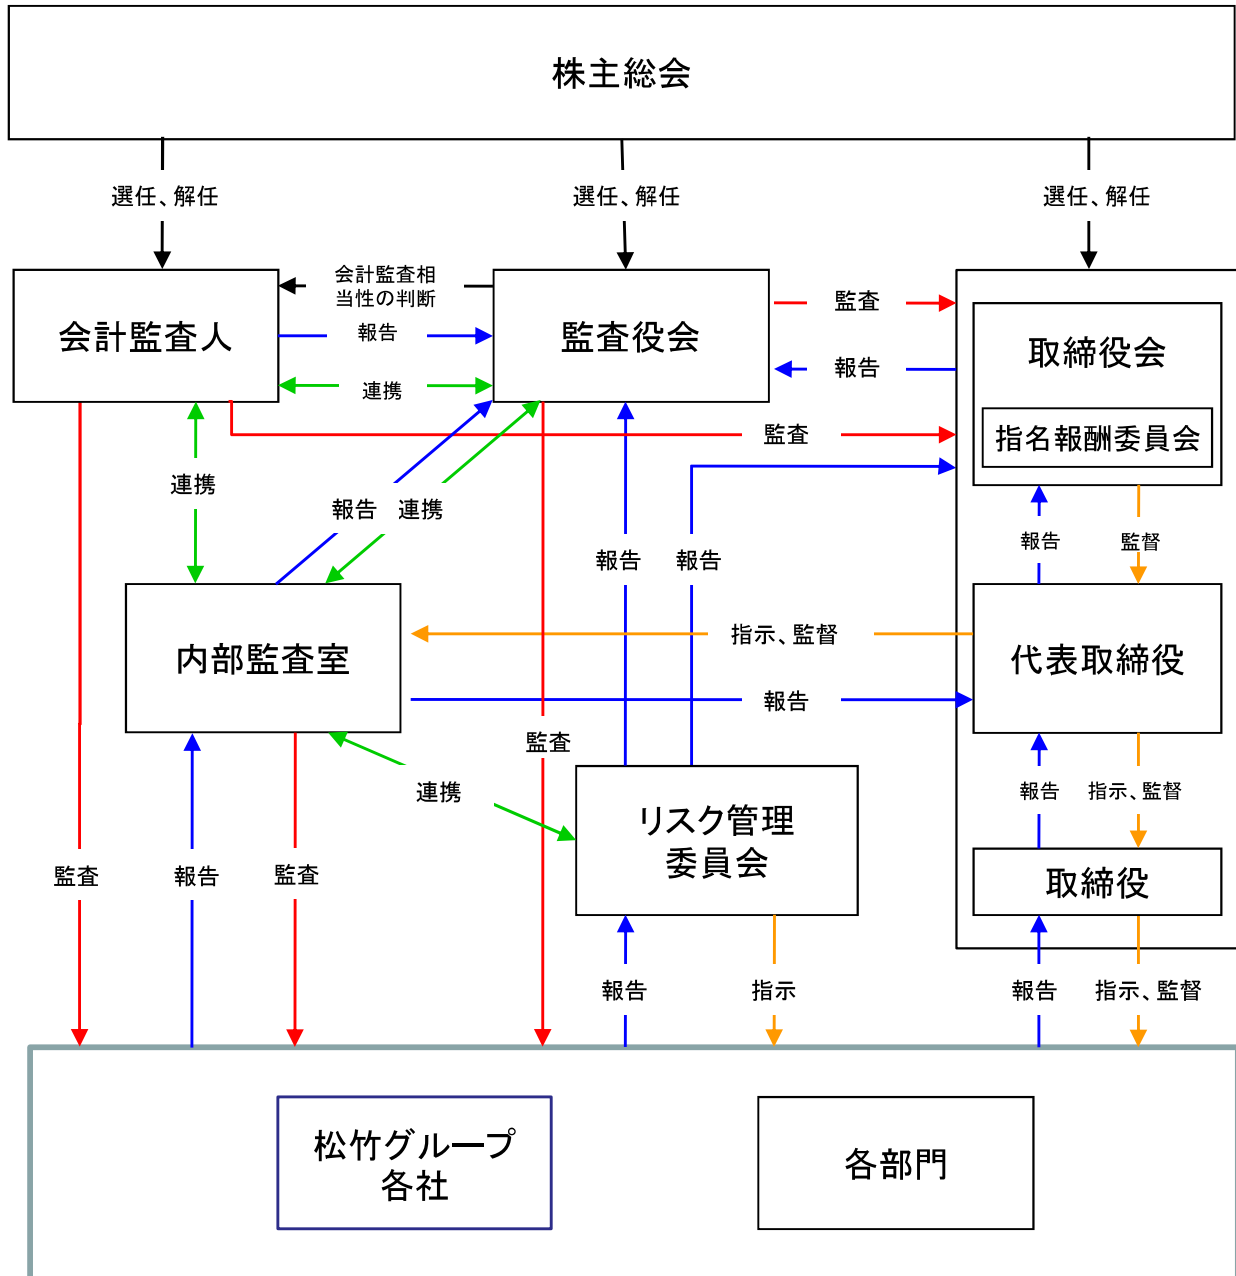 株主総会
選任、解任
選任、解任
選任、解任
会計監査人
会計監査相
当性の判断
報告
連携
監査役会
監査
報告
監査
取締役会
指名報酬委員会
連携
報告
連携
報告
報告
報告
監督
内部監査室
指示、監督
報告
代表取締役
監査
連携
リスク管理
委員会
報告
指示、監督
取締役
監査
報告
監査
報告
指示
報告
指示、監督
松竹グループ
各社
各部門